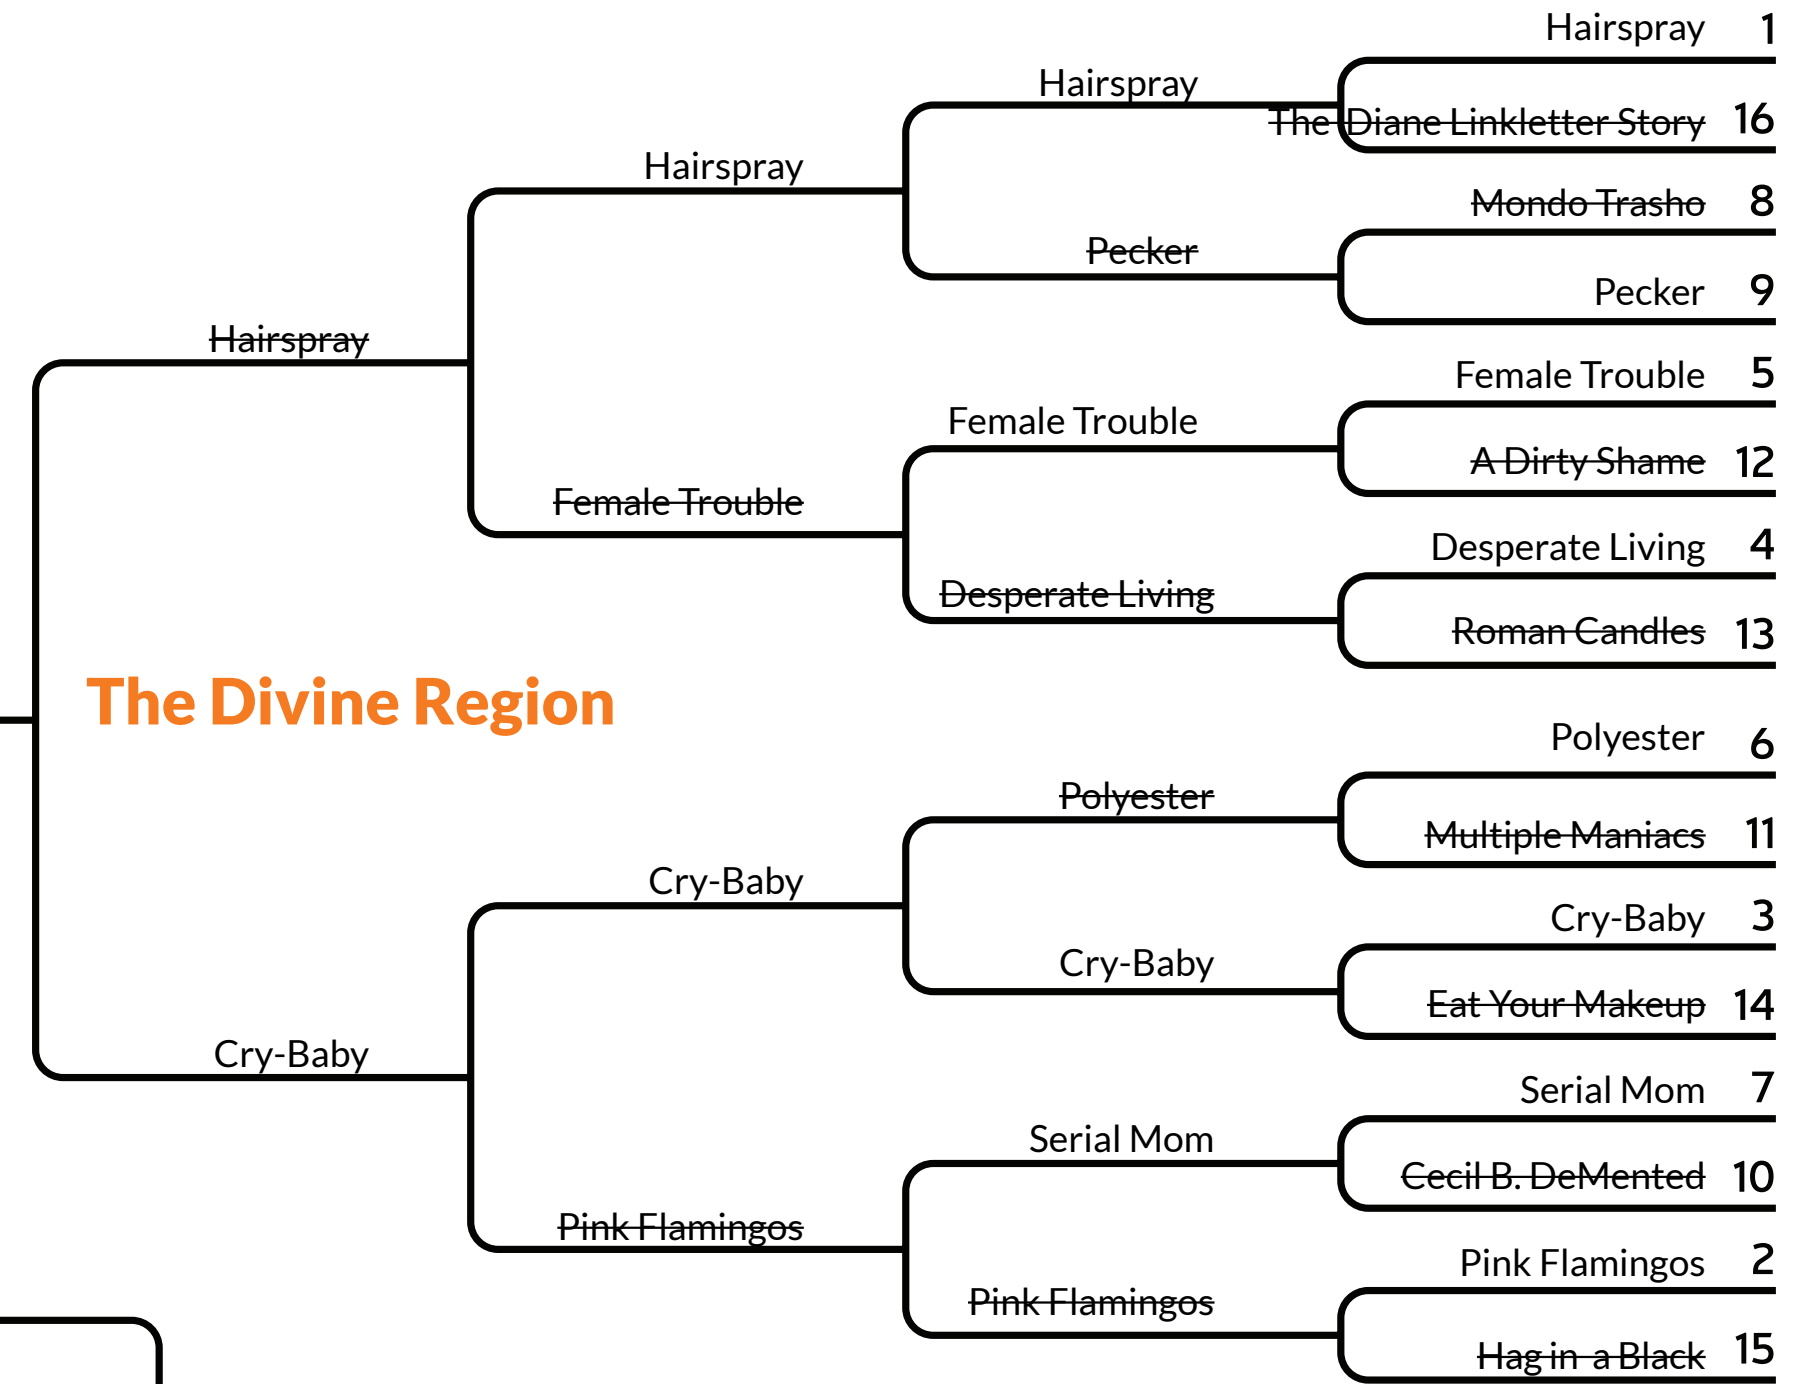 Hairspray 1
The Diane Linkletter Story 16
Mondo Trasho 8
Pecker 9
Female Trouble 5
A Dirty Shame 12
Desperate Living 4
Roman Candles 13
Polyester 6
Multiple Maniacs 11
Cry-Baby 3
Eat Your Makeup 14
Serial Mom 7
Cecil B. DeMented 10
Pink Flamingos 2
Hag in a Black 15
Hairspray
Pecker
Female Trouble
Desperate Living
Polyester
Cry-Baby
Serial Mom
Pink Flamingos
Hairspray
Female Trouble
Cry-Baby
Pink Flamingos
Hairspray
Cry-Baby
The Divine Region